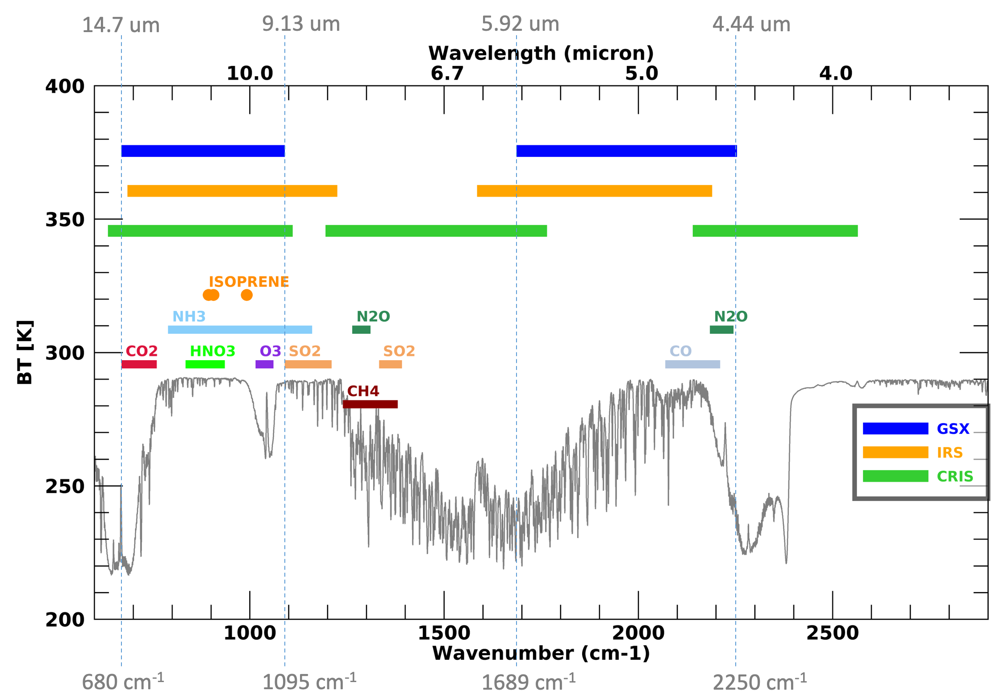 14.7 um
9.13 um
5.92 um
4.44 um
Wavelength (micron)
10.0
6.7
5.0
4.0
400
350
300
250
200
BT [K]
ISOPRENE
NH3
N2O
N2O
CO2
HNO3
O3
SO2
SO2
CO
CH4
GSX
IRS
CRIS
1000
1500
2000
2500
Wavenumber (cm-1)
680 cm-1
1095 cm-1
1689 cm-1
2250 cm-1